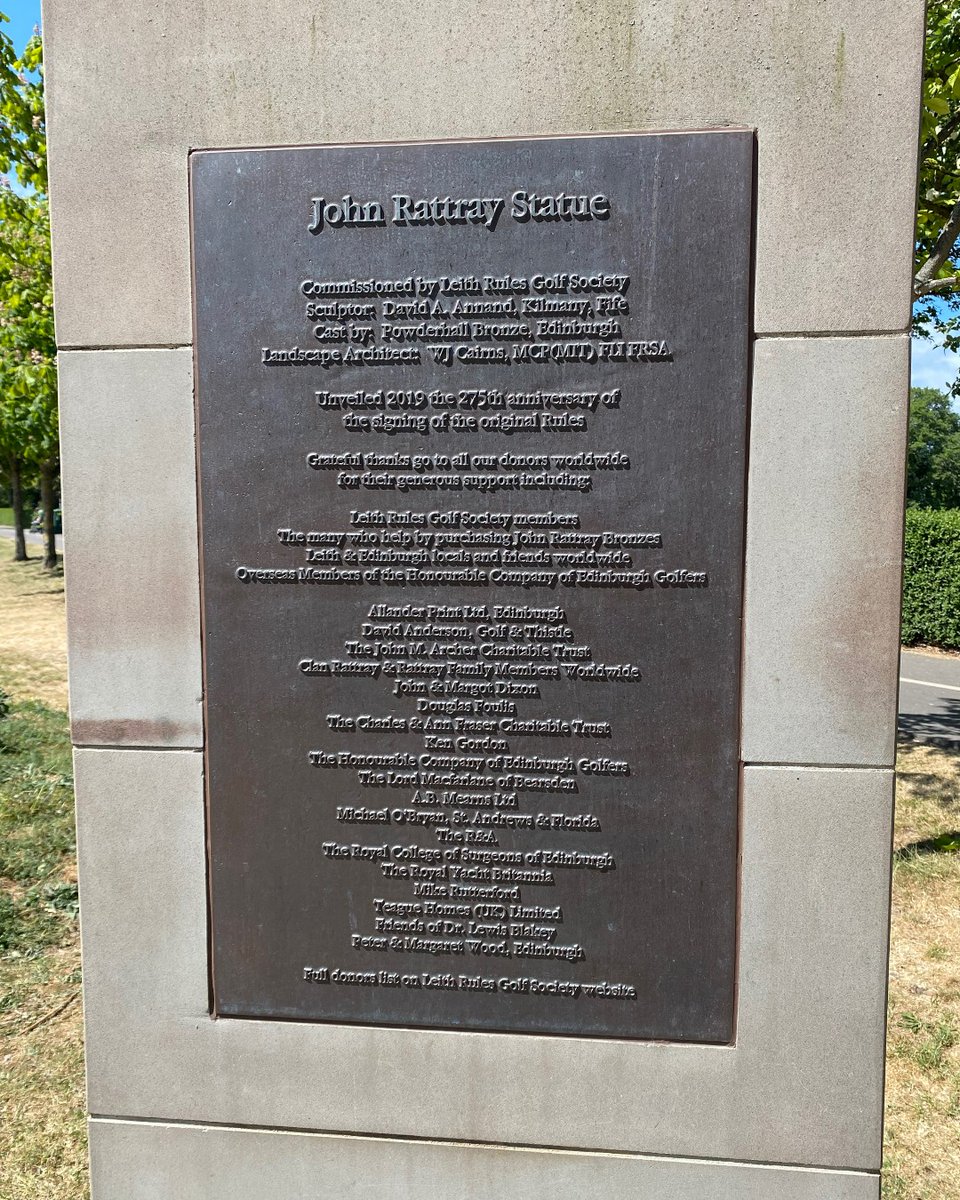 John Rattray Statue
Commissioned by Leith Rules Golf Society
Sculptor: David A. Annand, Kilmany, Fife
Cast by: Powderhall Bronze, Edinburgh
Landscape Architect: WJ Cairns, MCP(MIT) FLI FRSA
Unveiled 2019 the 275th anniversary of
the signing of the original Rules
Grateful thanks go to all our donors worldwide
for their generous support including:
Leith Rules Golf Society members
The many who help by purchasing John Rattray Bronzes
Leith & Edinburgh locals and friends worldwide
Overseas Members of the Honourable Company of Edinburgh Golfers
Allander Print Ltd, Edinburgh
David Anderson, Golf & Thistle
The John M. Archer Charitable Trust
Clan Rattray & Rattray Family Members Worldwide
John & Margot Dixon
Douglas Foulis
The Charles & Ann Fraser Charitable Trust
Ken Gordon
The Honourable Company of Edinburgh Golfers
The Lord Macfarlane of Bearsden
A.B. Mearns Ltd
Michael O'Bryan, St. Andrews & Florida
The R&A
The Royal College of Surgeons of Edinburgh
The Royal Yacht Britannia
Mike Rutterford
Teague Homes (UK) Limited
Friends of Dr. Lewis Blakey
Peter & Margaret Wood, Edinburgh
Full donors list on Leith Rules Golf Society website